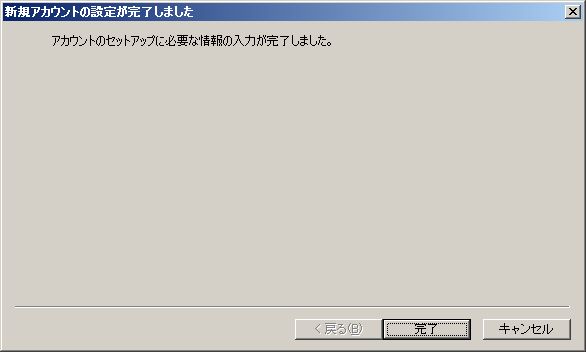 新規アカウントの設定が完了しました
アカウントのセットアップに必要な情報の入力が完了しました。
< 戻る(B)
完了
キャンセル